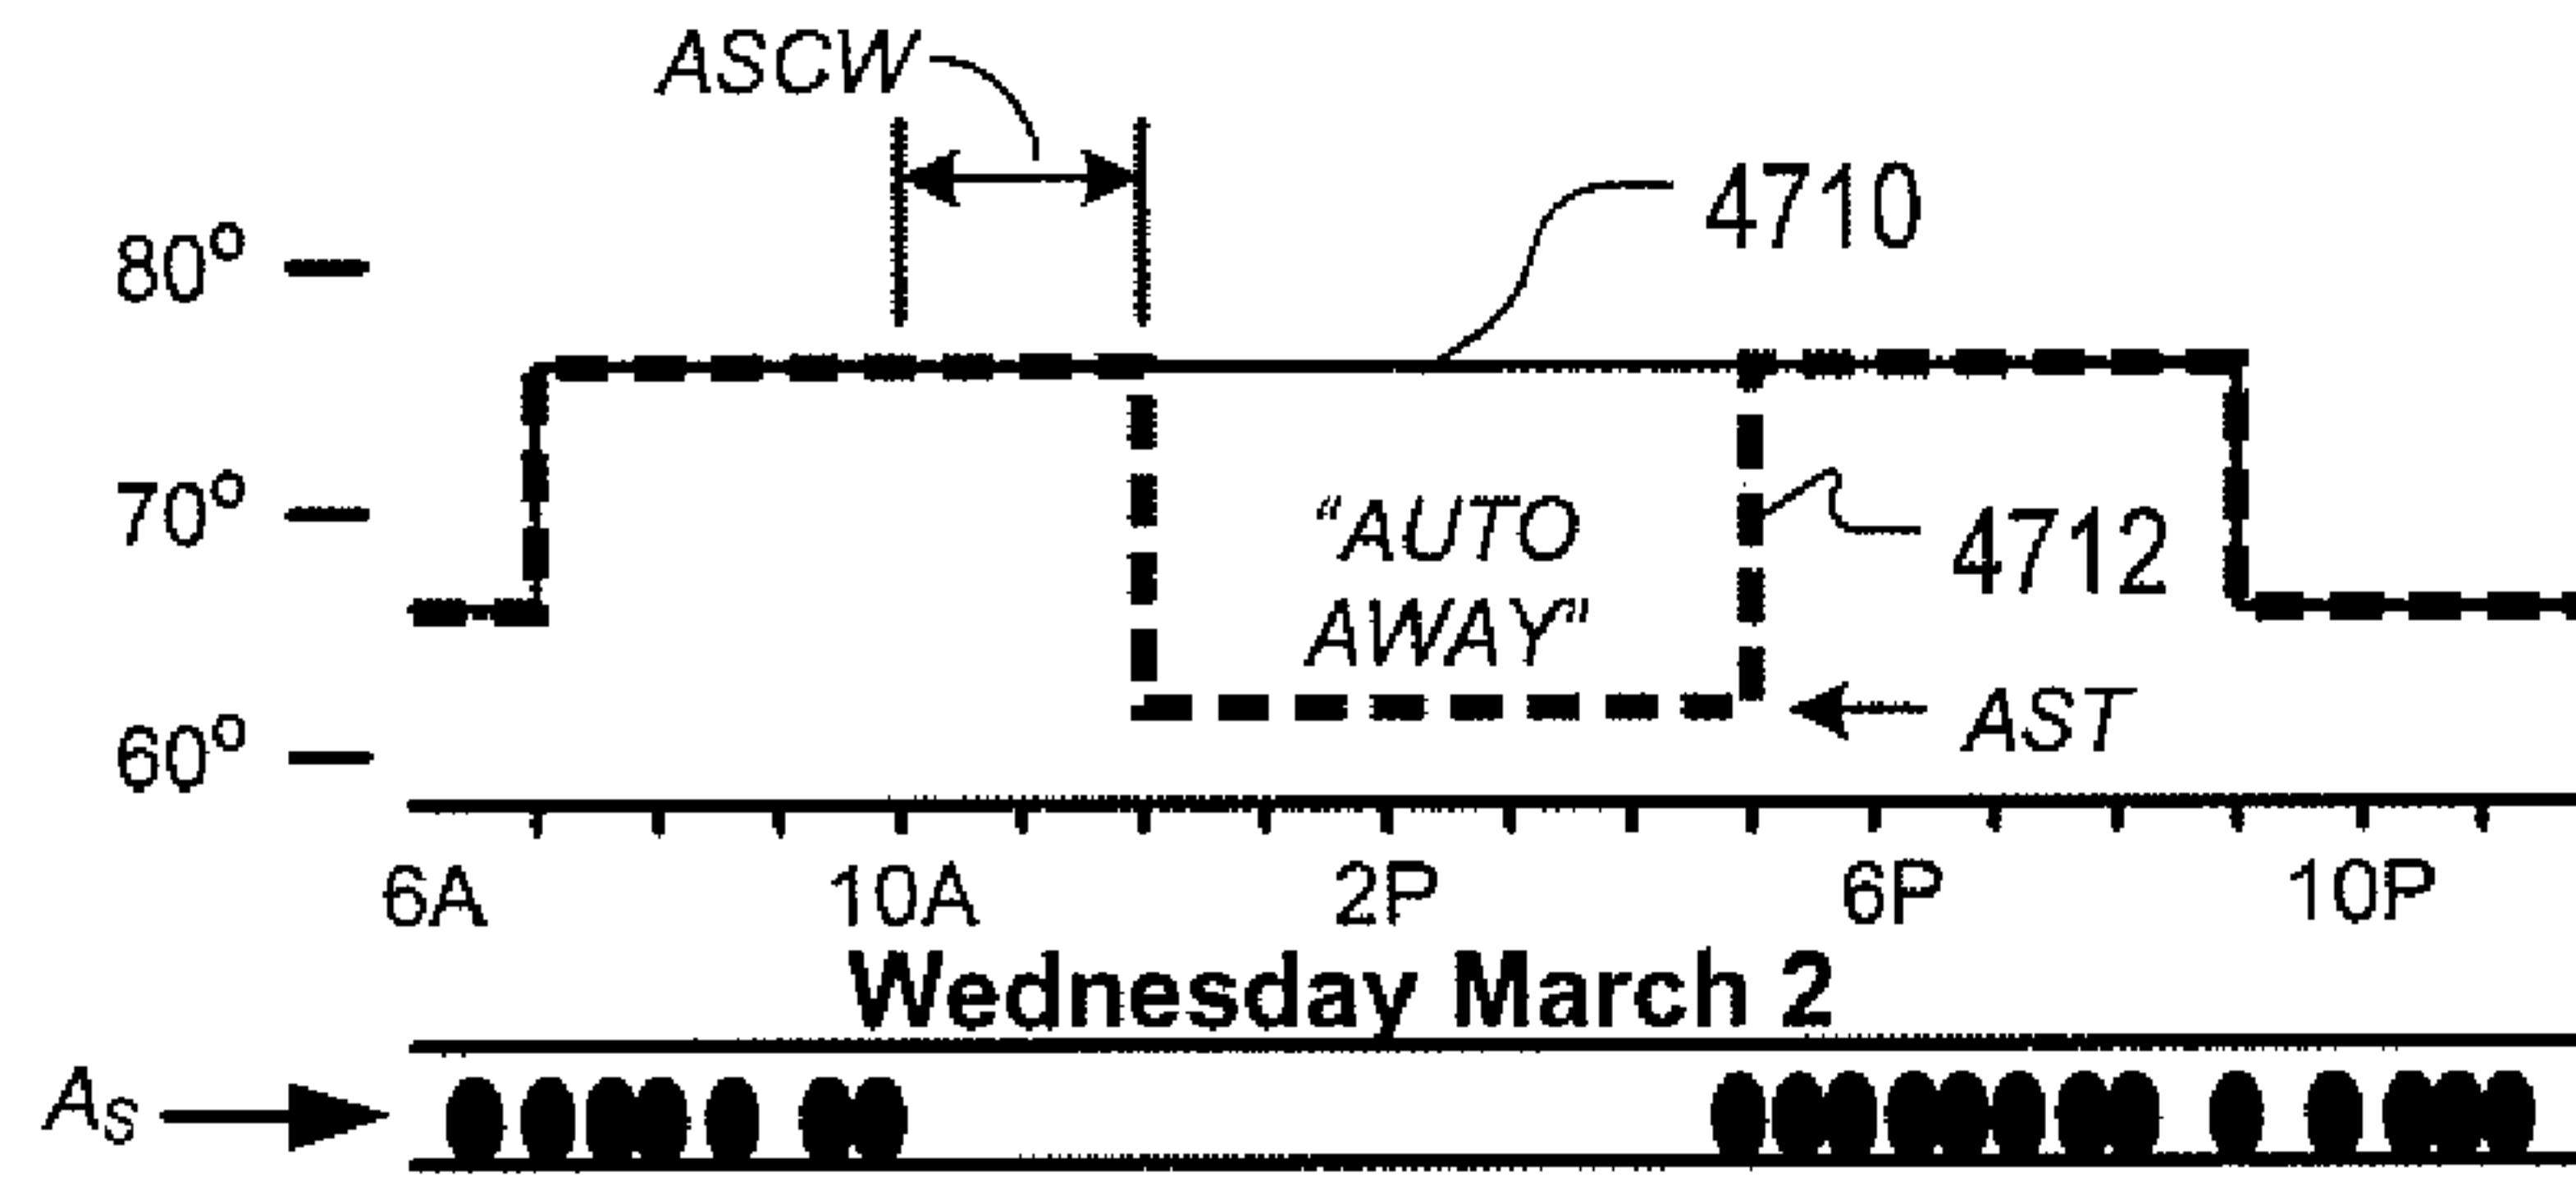 ASCW
4710
80°
70°
"AUTO
AWAY"
4712
60°
AST
6A 10A 2P 6P 10P
Wednesday March 2
AS